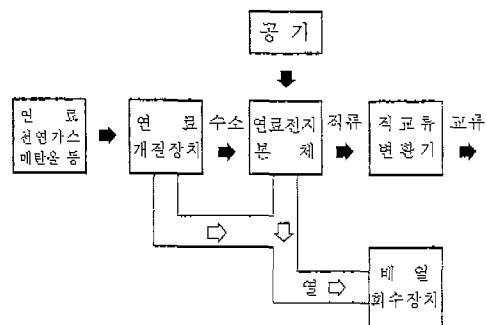 공 기
연 료
천연가스
메탄올 등
연 료
개질장치
수소
연료전지
본 체
직류
직교류
변환기
교류
열
배 열
회수장치